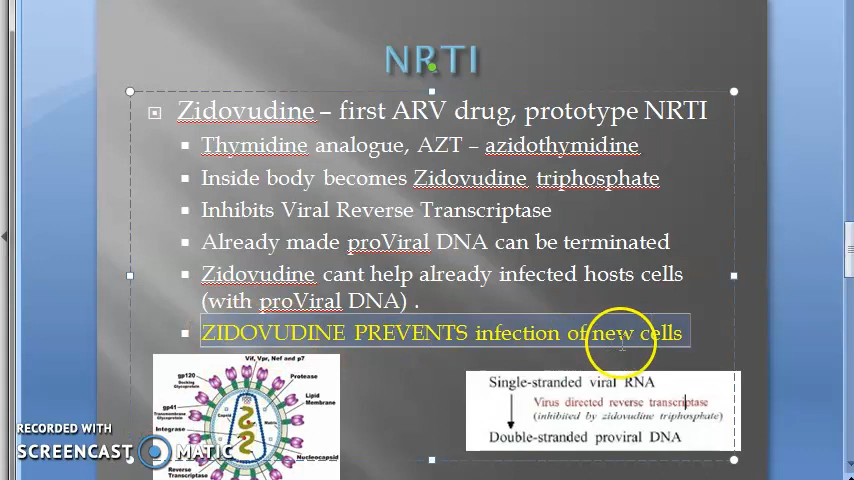 NRTI
Zidovudine – first ARV drug, prototype NRTI
Thymidine analogue, AZT – azidothymidine
Inside body becomes Zidovudine triphosphate
Inhibits Viral Reverse Transcriptase
Already made proViral DNA can be terminated
Zidovudine cant help already infected hosts cells
(with proViral DNA) .
ZIDOVUDINE PREVENTS infection of new cells
Vif, Vpr, Nef and p7
gp120
Docking
Glycoprotein
Protease
gp41
Transmembrane
Glycoprotein
Capsid
Lipid
Membrane
Matrix
Integrase
Nucleocapsid
Reverse
Transcriptase
Single-stranded viral RNA
Virus directed reverse transcriptase
(inhibited by zidovudine triphosphate)
Double-stranded proviral DNA
RECORDED WITH
SCREENCAST MATIC